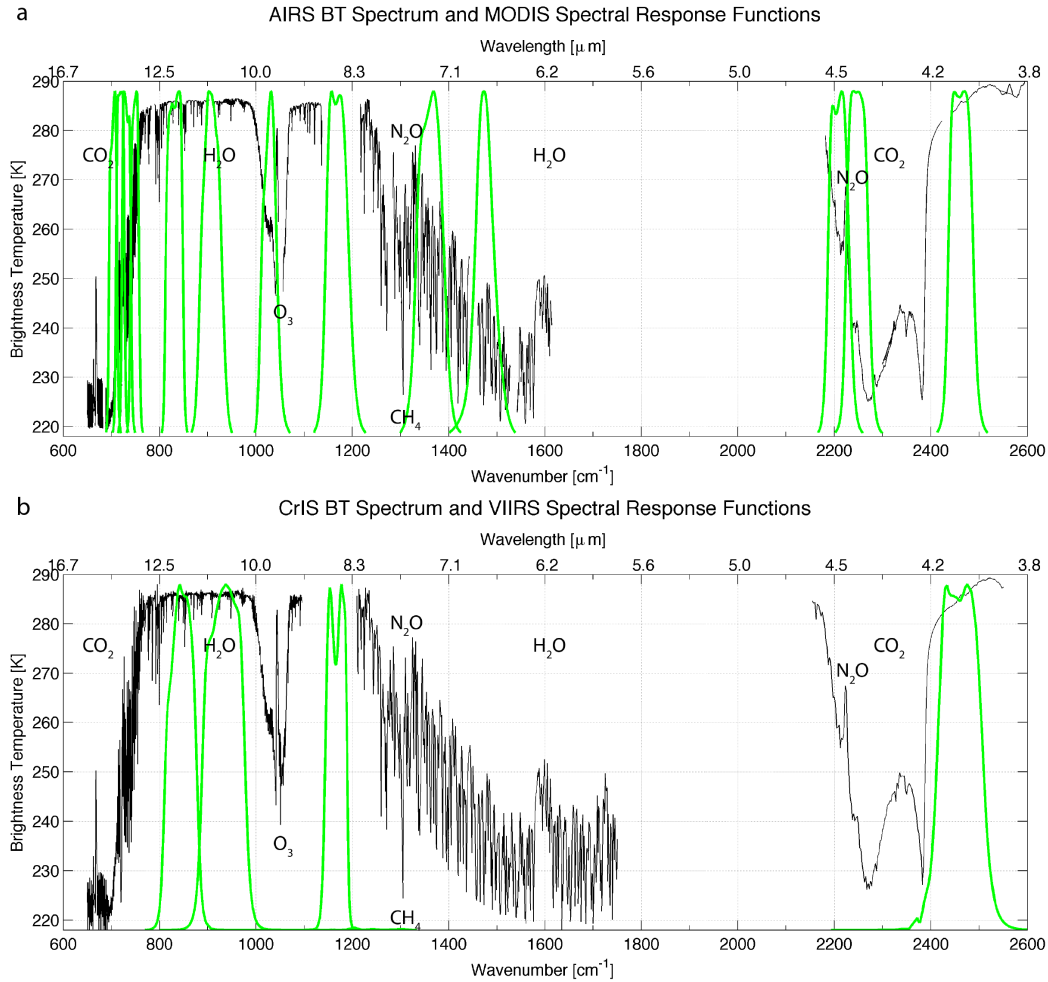 a
AIRS BT Spectrum and MODIS Spectral Response Functions
Wavelength [μm]
16.7 12.5 10.0 8.3 7.1 6.2 5.6 5.0 4.5 4.2 3.8
290
280
270
260
250
240
230
220
Brightness Temperature [K]
CO2 H2O O3 N2O CH4 H2O N2O CO2
600 800 1000 1200 1400 1600 1800 2000 2200 2400 2600
Wavenumber [cm-1]
b
CrIS BT Spectrum and VIIRS Spectral Response Functions
Wavelength [μm]
16.7 12.5 10.0 8.3 7.1 6.2 5.6 5.0 4.5 4.2 3.8
290
280
270
260
250
240
230
220
Brightness Temperature [K]
CO2 H2O O3 N2O CH4 H2O N2O CO2
600 800 1000 1200 1400 1600 1800 2000 2200 2400 2600
Wavenumber [cm-1]